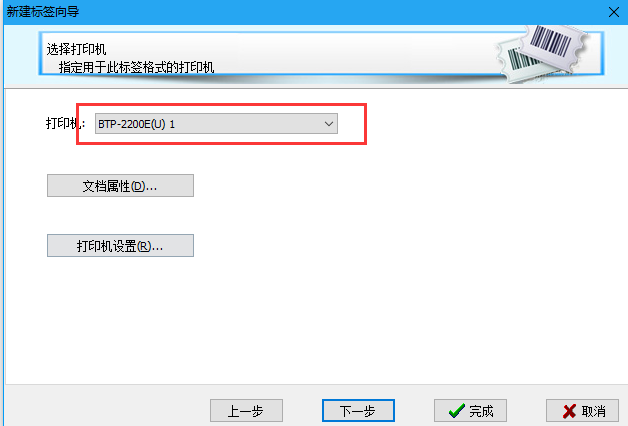 新建标签向导
选择打印机
指定用于此标签格式的打印机
打印机: BTP-2200E(U) 1
文档属性(D)...
打印机设置(R)...
上一步 下一步 完成 取消